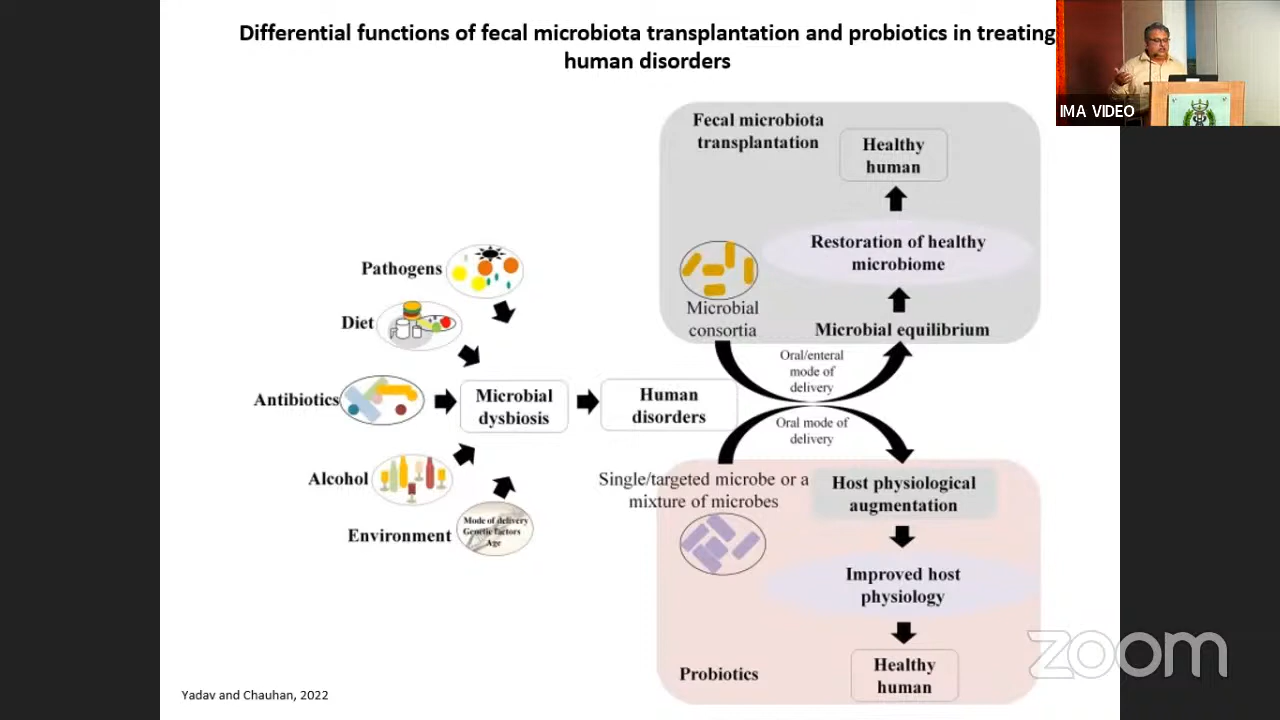 Differential functions of fecal microbiota transplantation and probiotics in treating
human disorders
IMA VIDEO
Fecal microbiota
transplantation
Healthy
human
Restoration of healthy
microbiome
Microbial
consortia
Microbial equilibrium
Pathogens
Diet
Antibiotics
Alcohol
Environment
Mode of delivery
Genetic factors
Age
Microbial
dysbiosis
Human
disorders
Oral/enteral
mode of
delivery
Oral mode of
delivery
Single/targeted microbe or a
mixture of microbes
Host physiological
augmentation
Improved host
physiology
Probiotics
Healthy
human
Yadav and Chauhan, 2022
zoom